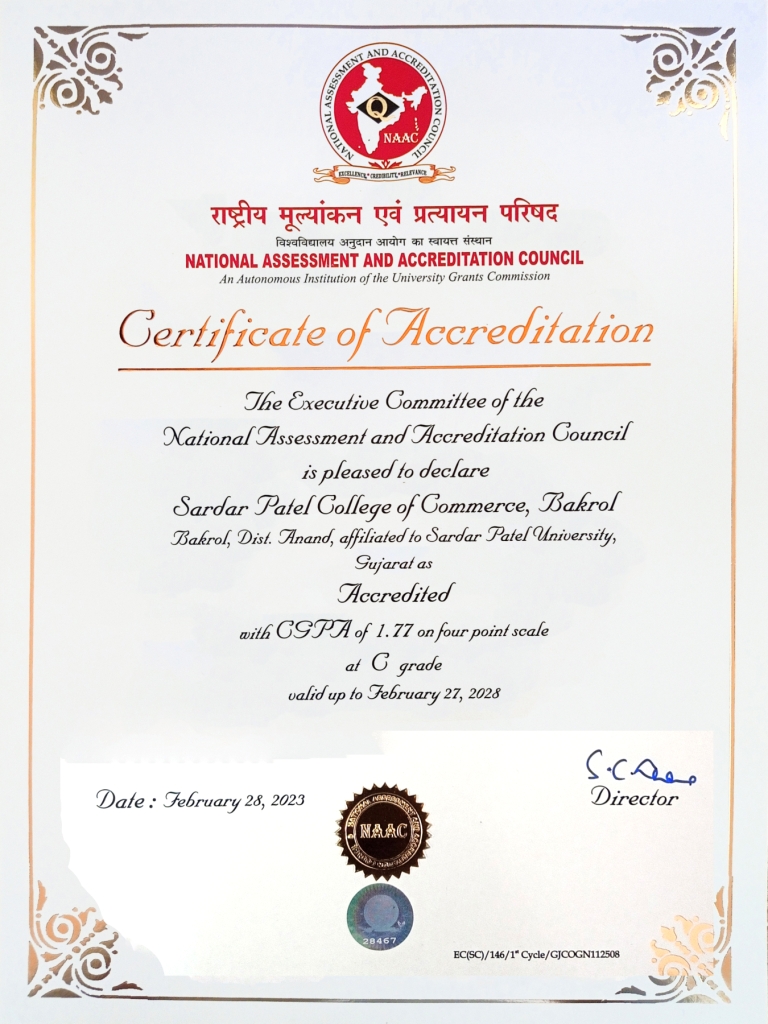 NATIONAL ASSESSMENT AND ACCREDITATION COUNCIL
Q
NAAC
EXCELLENCE * CREDIBILITY * RELEVANCE
राष्ट्रीय मूल्यांकन एवं प्रत्यायन परिषद
विश्वविद्यालय अनुदान आयोग का स्वायत्त संस्थान
NATIONAL ASSESSMENT AND ACCREDITATION COUNCIL
An Autonomous Institution of the University Grants Commission
Certificate of Accreditation
The Executive Committee of the
National Assessment and Accreditation Council
is pleased to declare
Sardar Patel College of Commerce, Bakrol
Bakrol, Dist. Anand, affiliated to Sardar Patel University,
Gujarat as
Accredited
with CGPA of 1.77 on four point scale
at C grade
valid up to February 27, 2028
Date : February 28, 2023
Director
NAAC
28467
EC(SC)/146/1st Cycle/GJCOGN112508